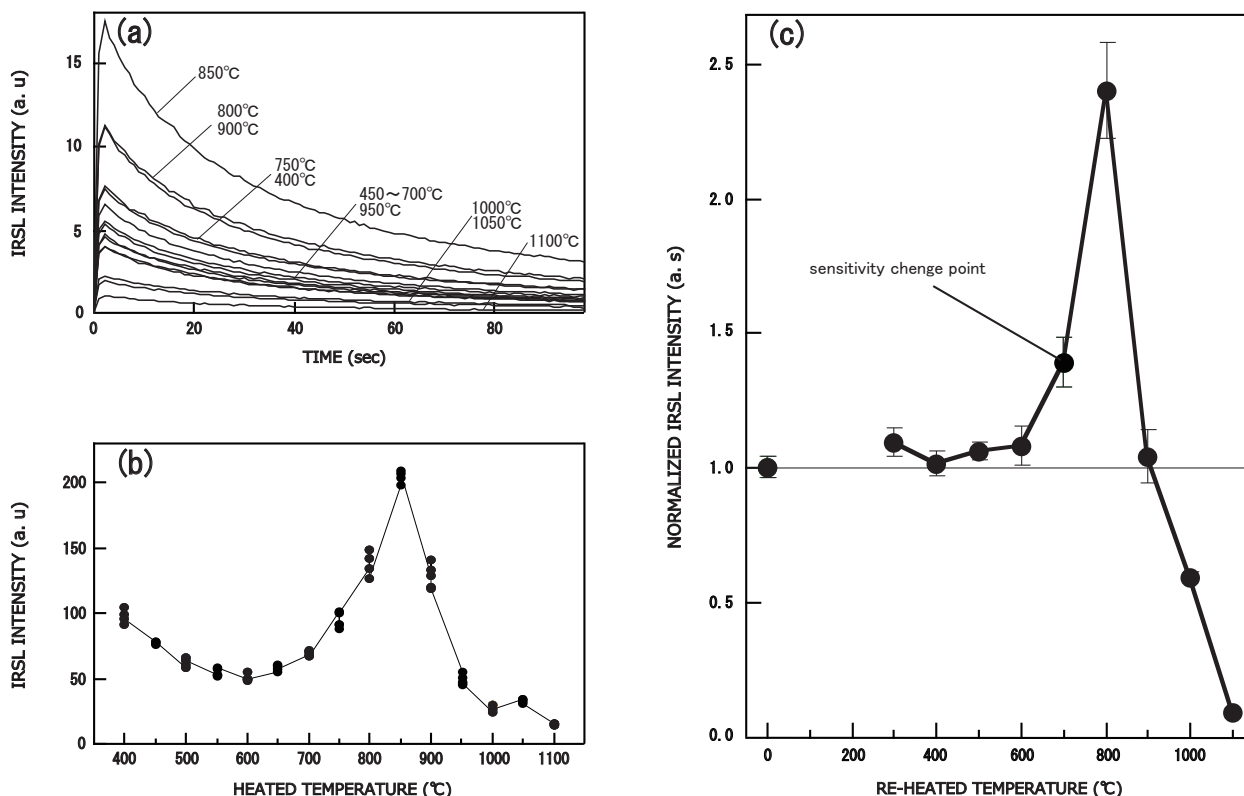 (a)
IRSL INTENSITY (a. u)
15
10
5
0
850℃
800℃
900℃
750℃
400℃
450～700℃
950℃
1000℃
1050℃
1100℃
0 20 40 60 80
TIME (sec)
(b)
IRSL INTENSITY (a. u)
200
150
100
50
0
400 500 600 700 800 900 1000 1100
HEATED TEMPERATURE (℃)
(c)
NORMALIZED IRSL INTENSITY (a. s)
2.5
2.0
1.5
1.0
0.5
0.0
sensitivity chenge point
0 200 400 600 800 1000
RE-HEATED TEMPERATURE (℃)